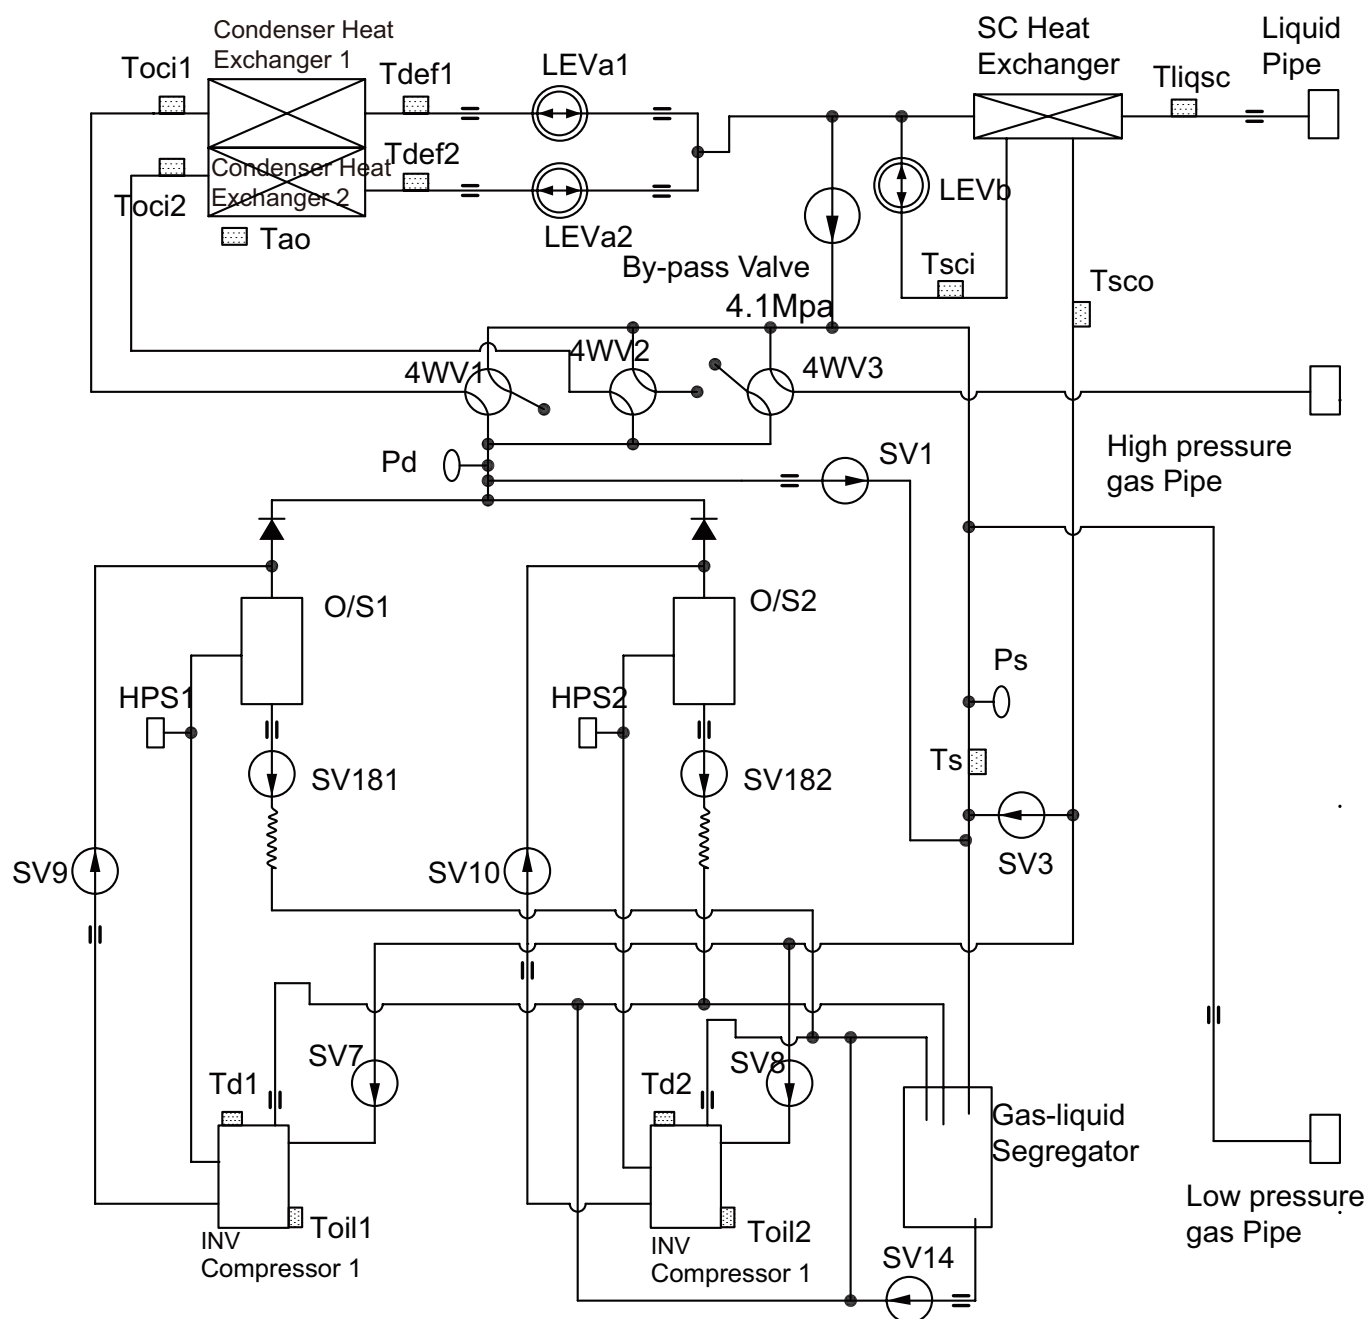 Condenser Heat
Exchanger 1
SC Heat
Exchanger
Liquid
Pipe
Toci1
Tdef1
LEVa1
Tliqsc
Condenser Heat
Exchanger 2
Tdef2
Toci2
LEVb
Tao
LEVa2
By-pass Valve
4.1Mpa
Tsci
Tsco
4WV1
4WV2
4WV3
Pd
SV1
High pressure
gas Pipe
O/S1
O/S2
HPS1
HPS2
Ps
Ts
SV181
SV182
SV9
SV10
SV3
SV7
SV8
Td1
Td2
Gas-liquid
Segregator
Toil1
Toil2
Low pressure
gas Pipe
INV
Compressor 1
INV
Compressor 1
SV14